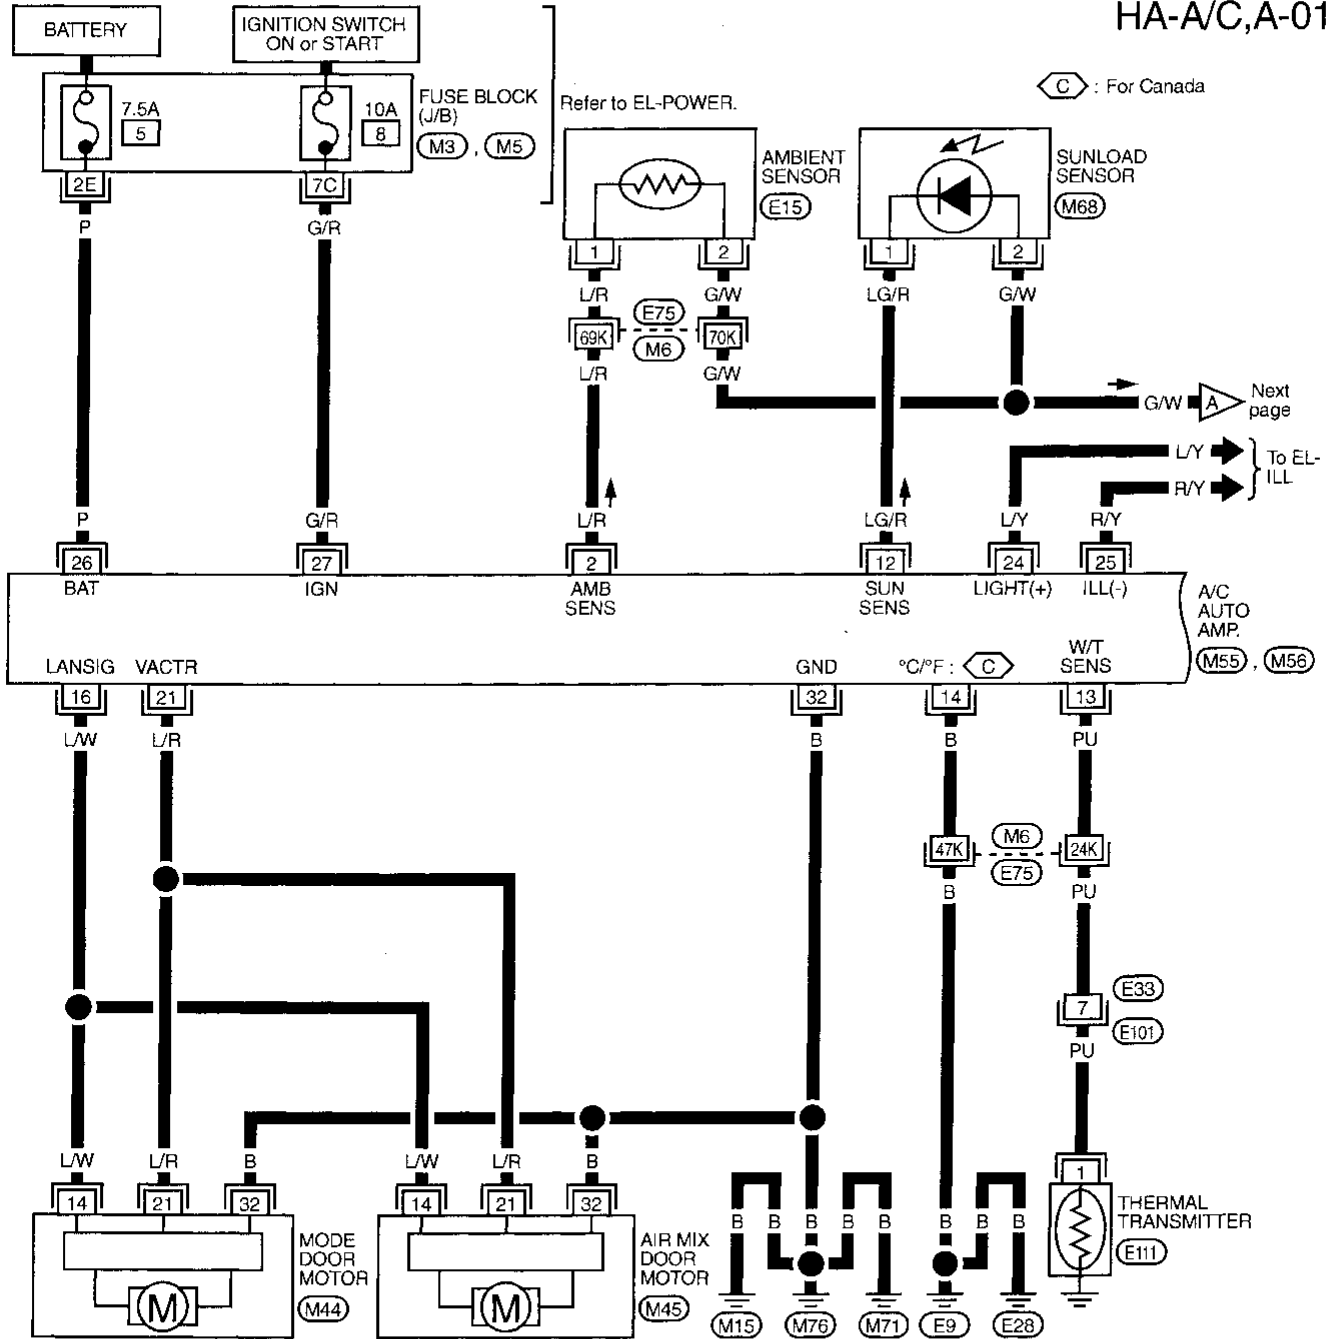 HA-A/C,A-01
BATTERY
IGNITION SWITCH
ON or START
C : For Canada
7.5A
5
10A
8
FUSE BLOCK
(J/B)
M3 , M5
Refer to EL-POWER.
AMBIENT
SENSOR
E15
SUNLOAD
SENSOR
M68
2E
7C
1
2
1
2
P
G/R
L/R
G/W
LG/R
G/W
E75
69K
70K
M6
L/R
G/W
G/W
A
Next
page
L/Y
R/Y
To EL-
ILL
P
G/R
L/R
LG/R
L/Y
R/Y
26
27
2
12
24
25
BAT
IGN
AMB
SENS
SUN
SENS
LIGHT(+)
ILL(-)
A/C
AUTO
AMP.
M55 , M56
LANSIG
VACTR
GND
°C/°F : C
W/T
SENS
16
21
32
14
13
L/W
L/R
B
B
PU
M6
47K
24K
E75
B
PU
E33
7
E101
PU
L/W
L/R
B
L/W
L/R
B
14
21
32
14
21
32
1
B
B
B
B
B
B
B
B
MODE
DOOR
MOTOR
M44
M
AIR MIX
DOOR
MOTOR
M45
M
THERMAL
TRANSMITTER
E111
M15
M76
M71
E9
E28